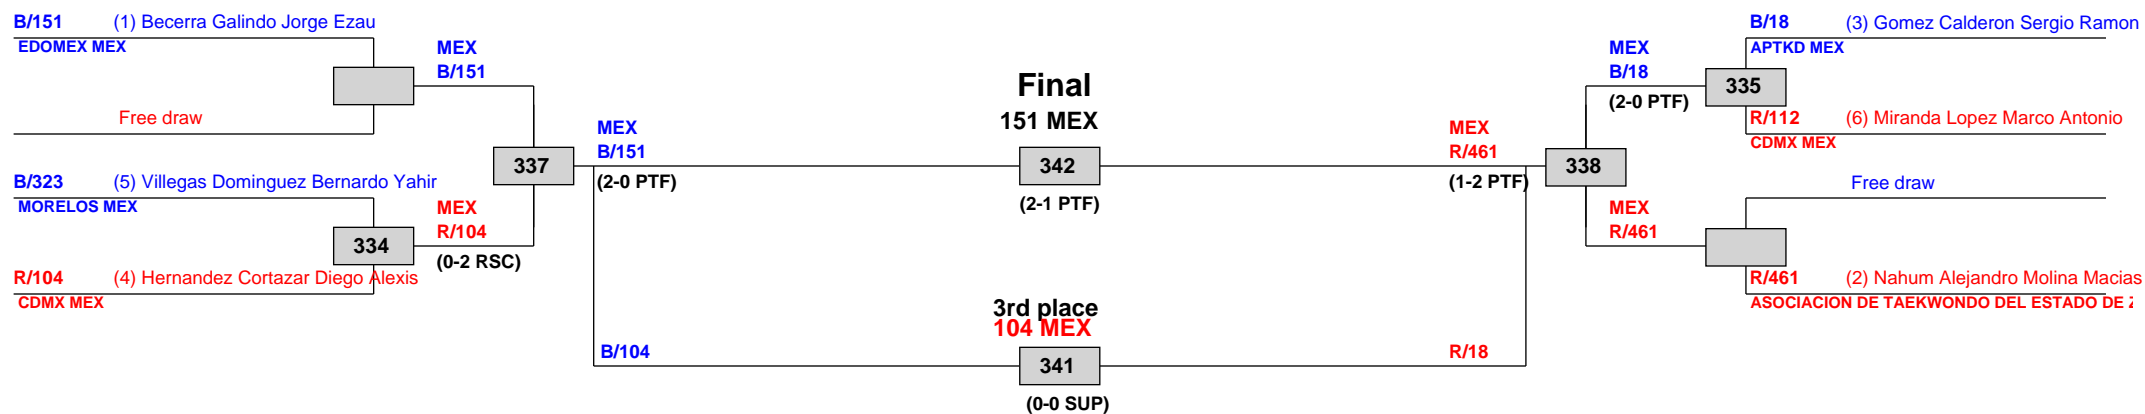 B/151 (1) Becerra Galindo Jorge Ezau
EDOMEX MEX
MEX
B/151
Free draw
B/323 (5) Villegas Dominguez Bernardo Yahir
MORELOS MEX
MEX
R/104
334
(0-2 RSC)
R/104 (4) Hernandez Cortazar Diego Alexis
CDMX MEX
337
MEX
B/151
(2-0 PTF)
Final
151 MEX
342
(2-1 PTF)
3rd place
104 MEX
B/104
341
R/18
(0-0 SUP)
MEX
R/461
(1-2 PTF)
338
MEX
B/18
(2-0 PTF)
B/18 (3) Gomez Calderon Sergio Ramon
APTKD MEX
335
R/112 (6) Miranda Lopez Marco Antonio
CDMX MEX
Free draw
MEX
R/461
R/461 (2) Nahum Alejandro Molina Macias
ASOCIACION DE TAEKWONDO DEL ESTADO DE